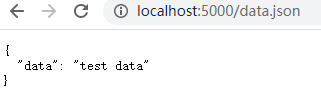 localhost:5000/data.json
{
  "data": "test data"
}